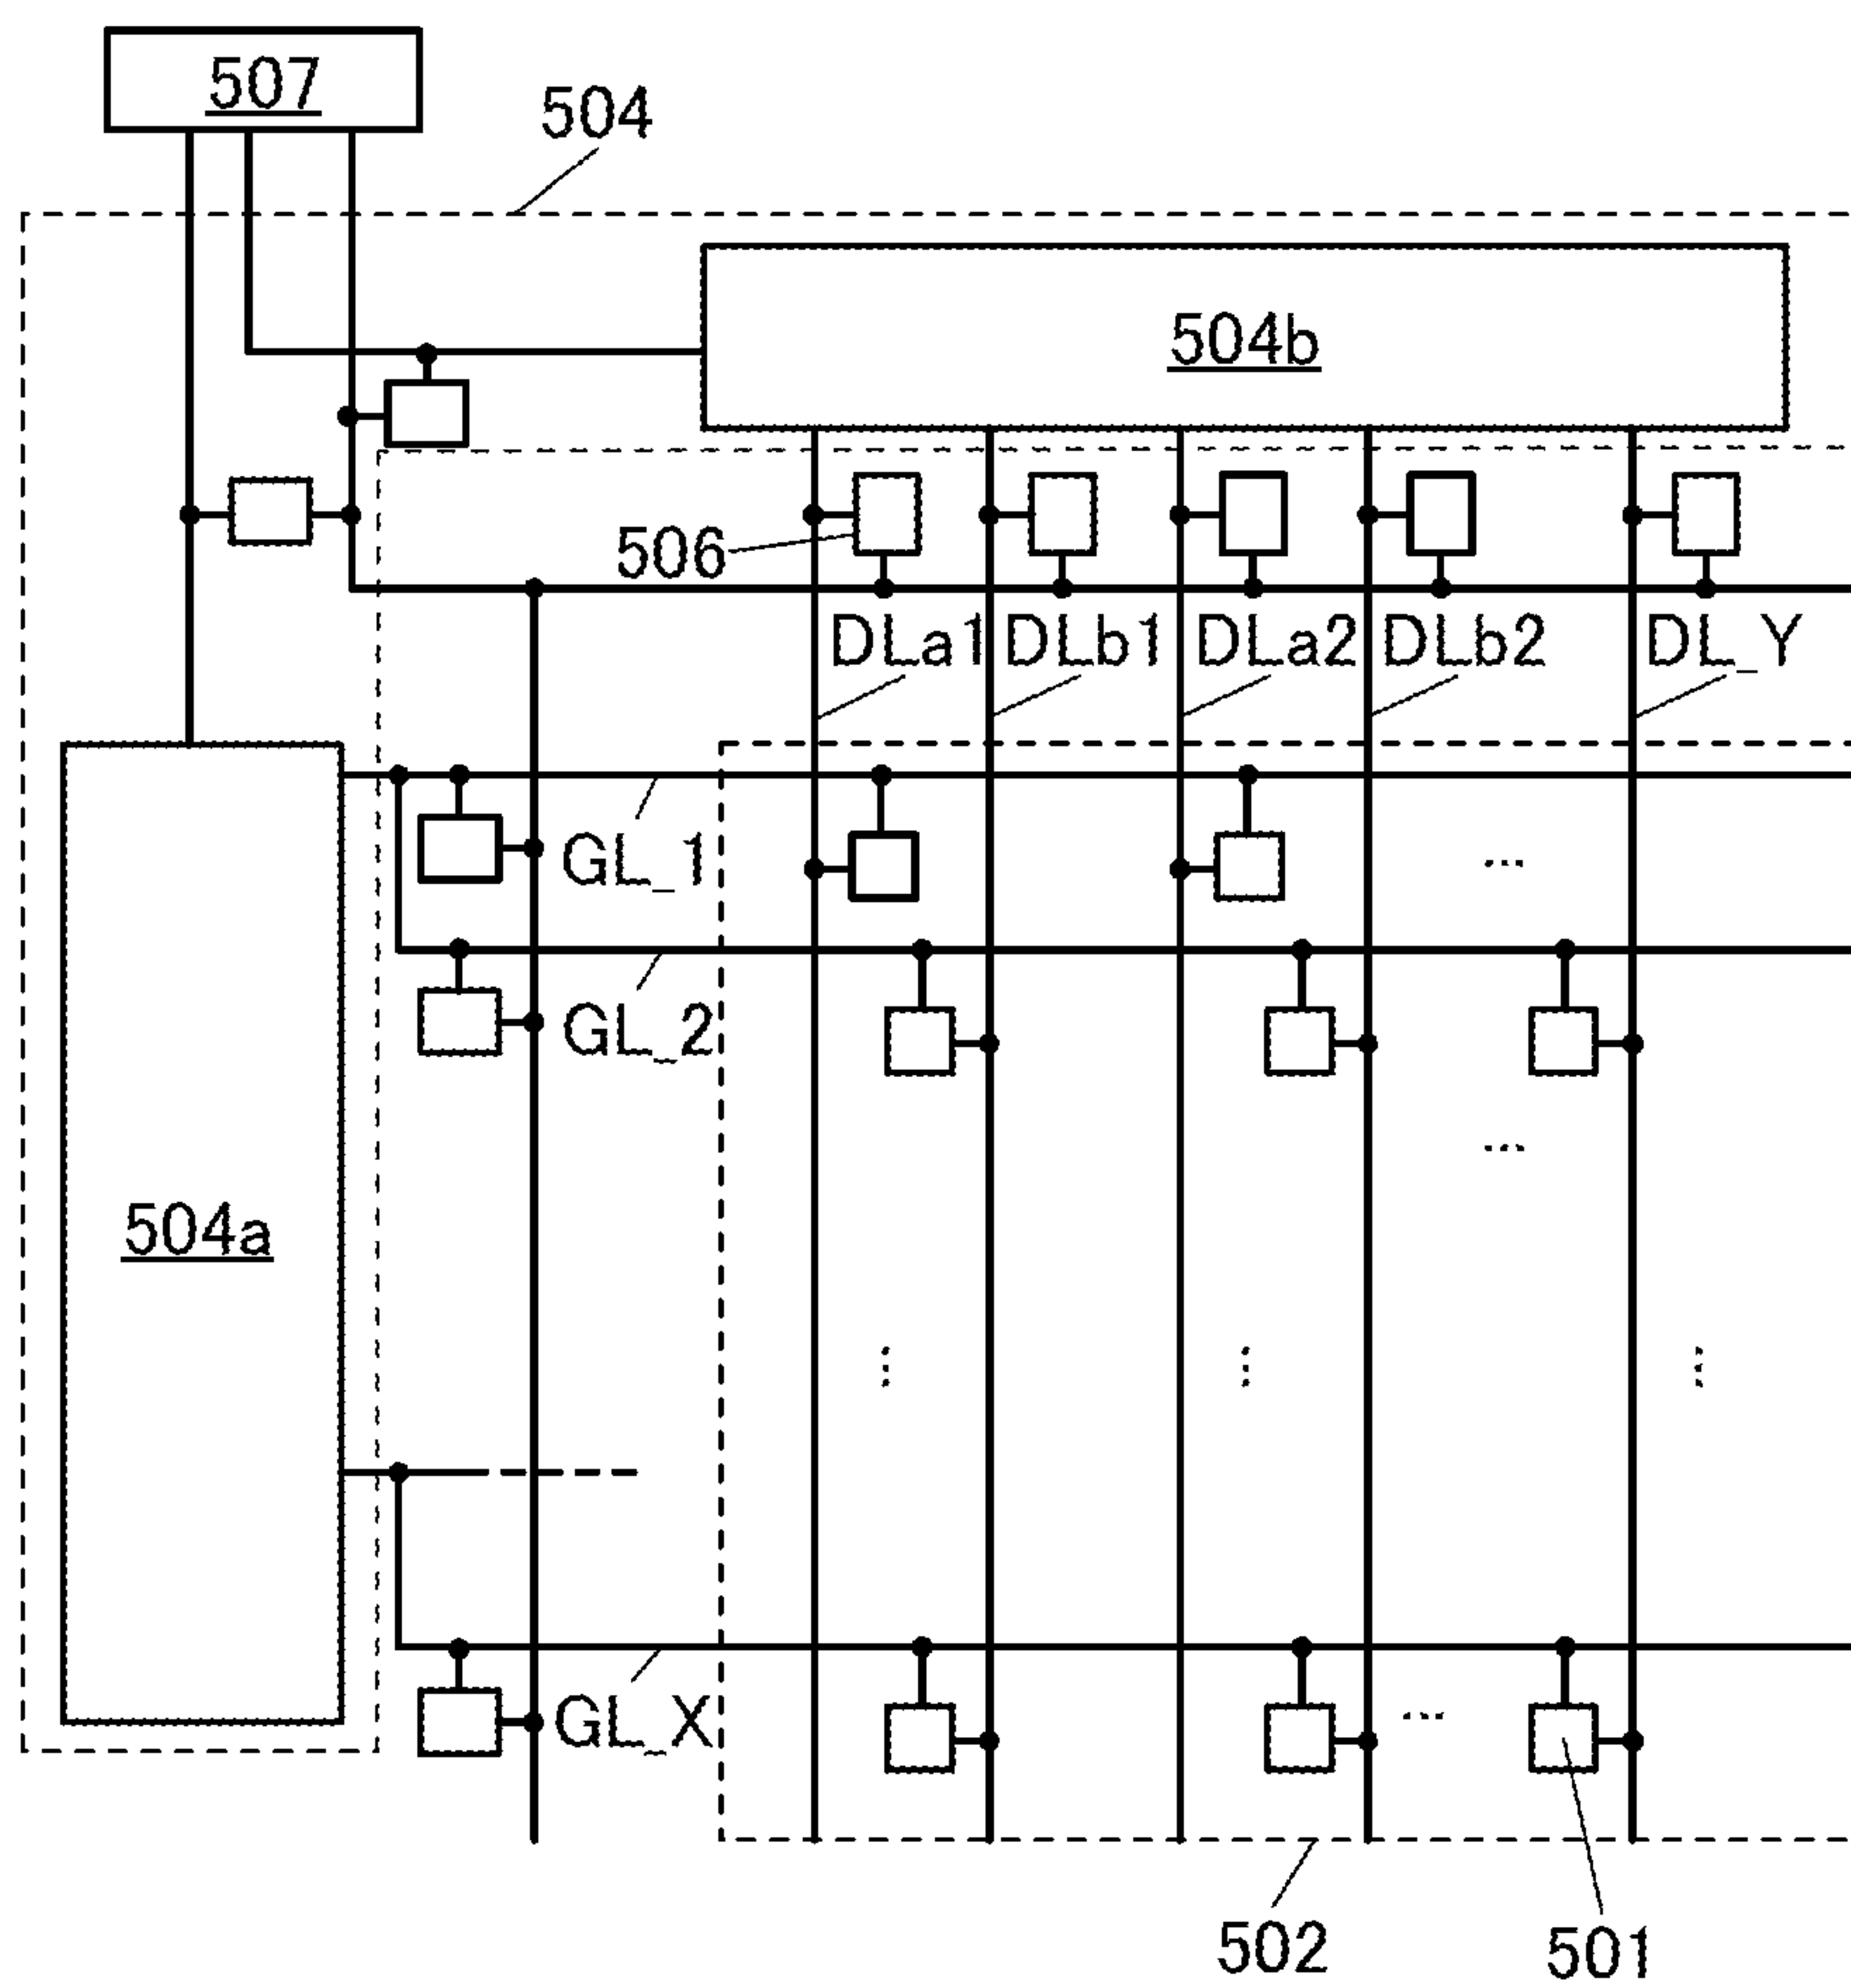 507
504
504b
506
DLa1 DLb1 DLa2 DLb2 DL_Y
GL_1
GL_2
504a
GL_X
502
501